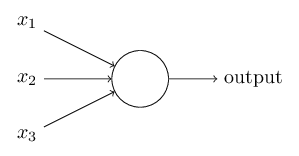 x₁
x₂ output
x₃